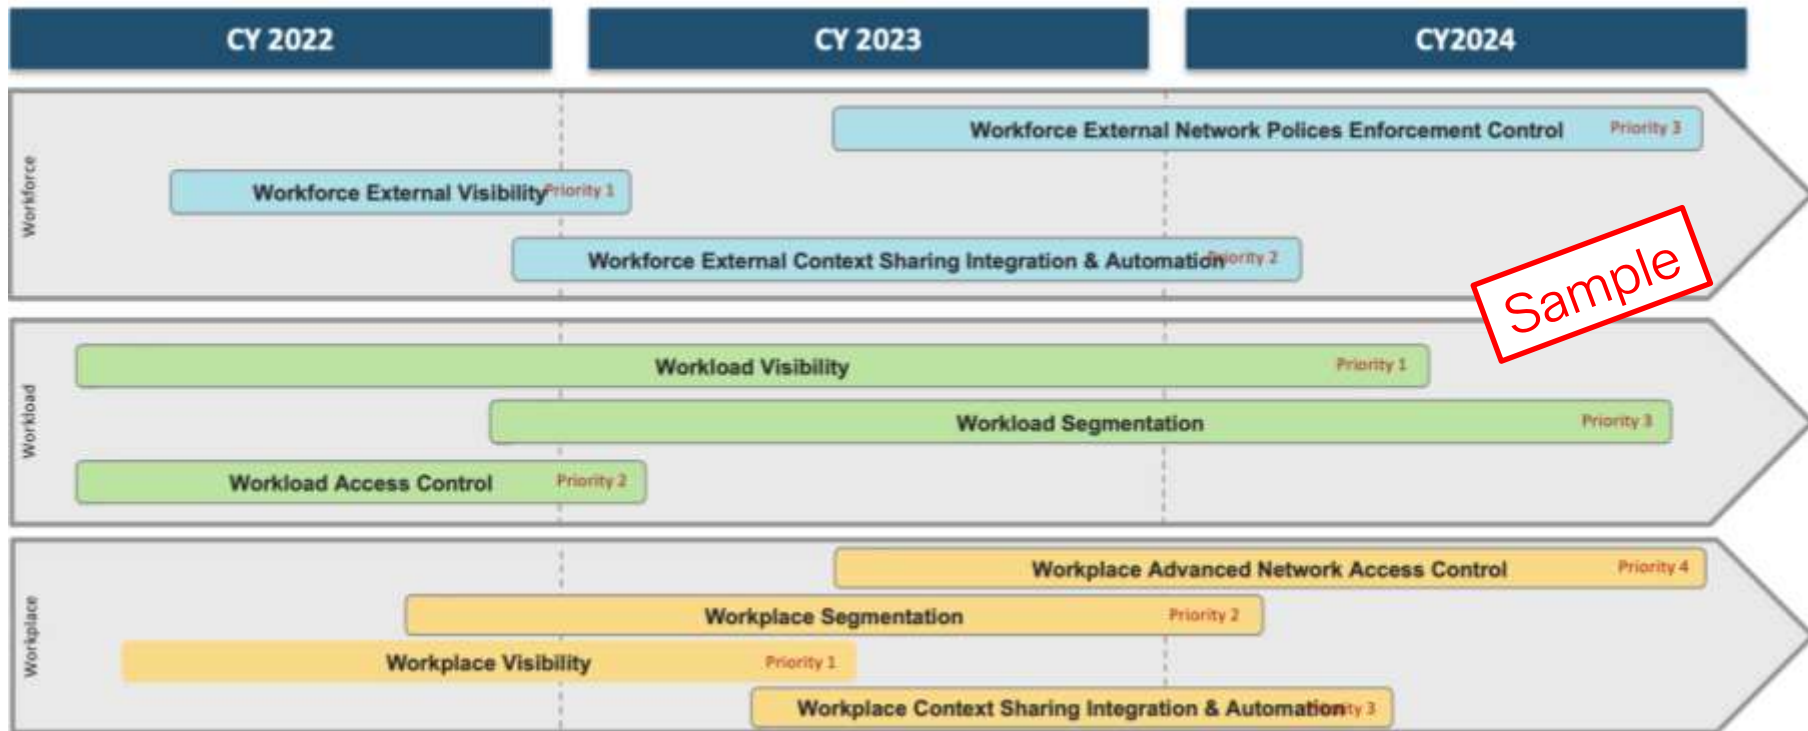 CY 2022
CY 2023
CY2024
Workforce
Workforce External Network Polices Enforcement Control
Priority 3
Workforce External Visibility
Priority 1
Workforce External Context Sharing Integration & Automation
Priority 2
Sample
Workload
Workload Visibility
Priority 1
Workload Segmentation
Priority 3
Workload Access Control
Priority 2
Workplace
Workplace Advanced Network Access Control
Priority 4
Workplace Segmentation
Priority 2
Workplace Visibility
Priority 1
Workplace Context Sharing Integration & Automation
Priority 3